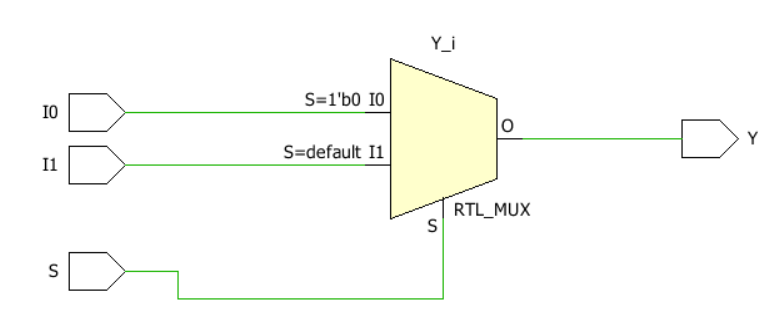 Y_i
I0
S=1'b0 I0
I1
S=default I1
O
Y
S
RTL_MUX
S